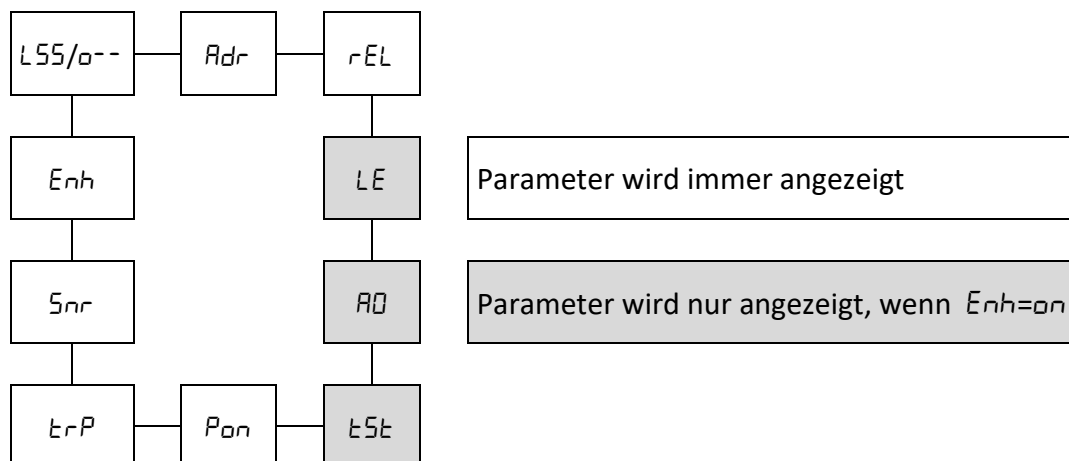 LSS/o-- Adr rEL
Enh LE Parameter wird immer angezeigt
Snr AO Parameter wird nur angezeigt, wenn Enh=on
trP Pon tSt